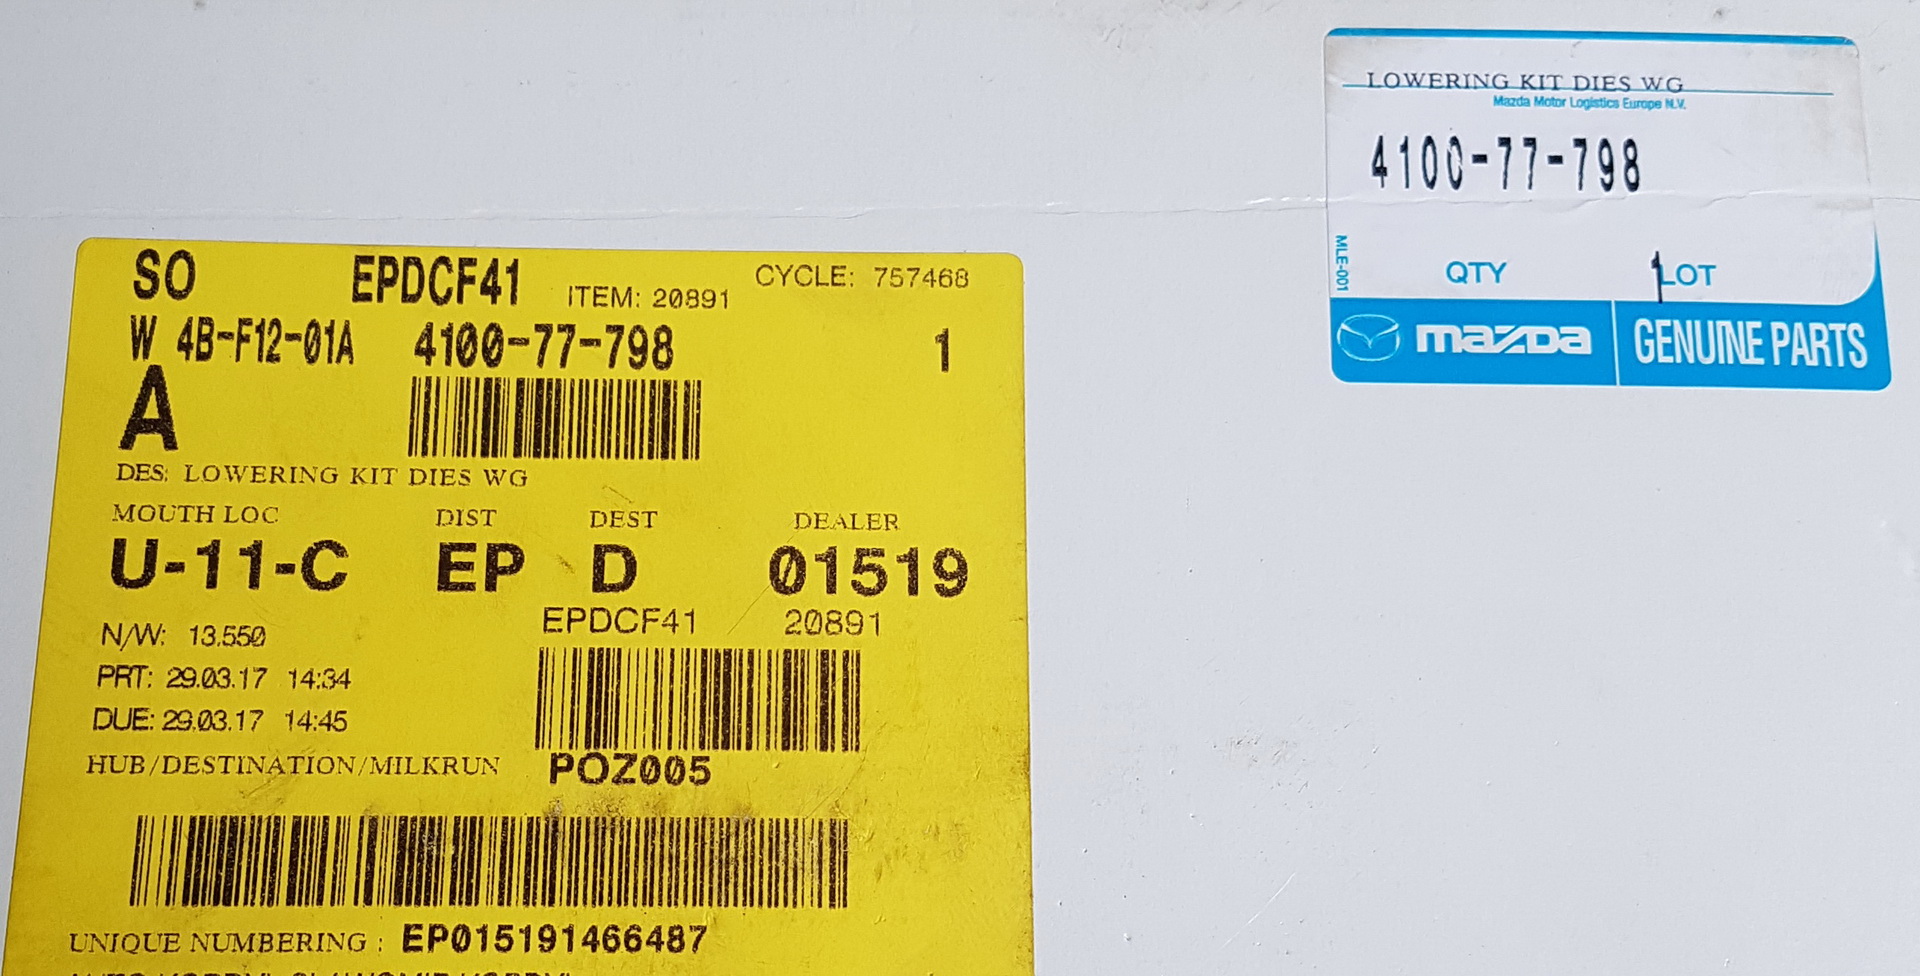 LOWERING KIT DIES WG
Mazda Motor Logistics Europe N.V.
4100-77-798
MLE-001
QTY 1 LOT
mazda GENUINE PARTS
SO EPDCF41 ITEM: 20891 CYCLE: 757468
W 4B-F12-01A 4100-77-798 1
A
DES: LOWERING KIT DIES WG
MOUTH LOC DIST DEST DEALER
U-11-C EP D 01519
EPDCF41 20891
N/W: 13.550
PRT: 29.03.17 14:34
DUE: 29.03.17 14:45
HUB/DESTINATION/MILKRUN POZ005
UNIQUE NUMBERING : EP015191466487